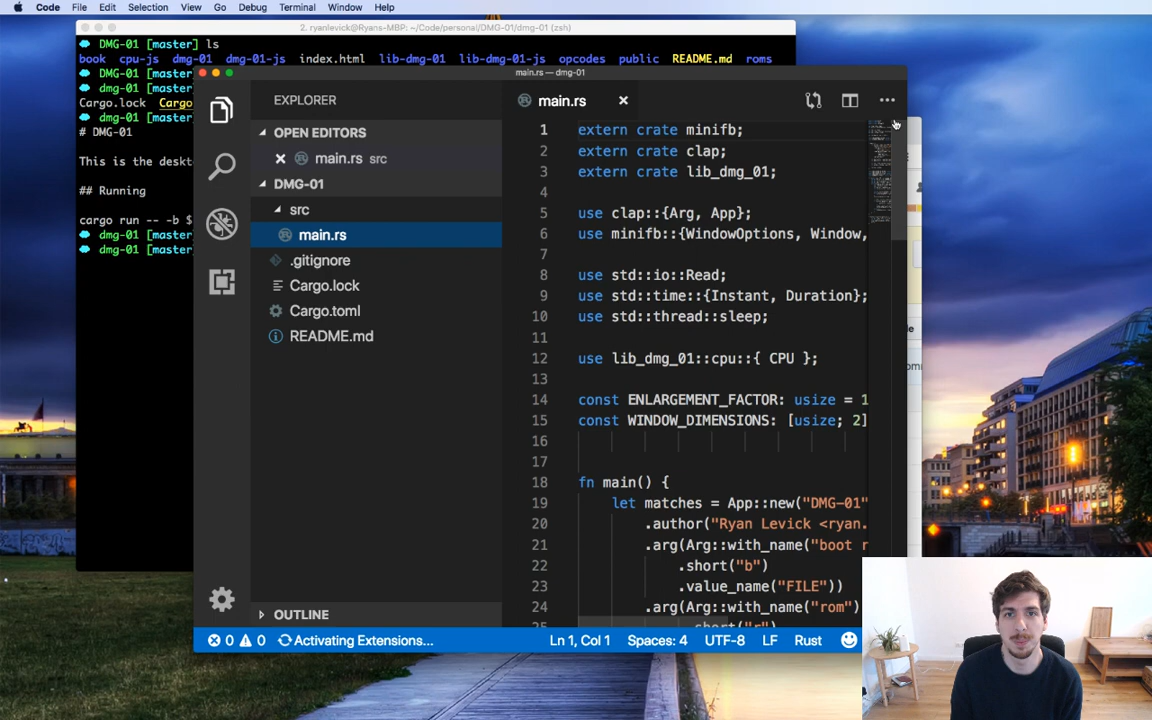 Code File Edit Selection View Go Debug Terminal Window Help
2. ryanlevick@Ryans-MBP: ~/Code/personal/DMG-01/dmg-01 (zsh)
DMG-01 [master] ls
book cpu-js dmg-01 dmg-01-js index.html lib-dmg-01 lib-dmg-01-js opcodes public README.md roms
DMG-01 [master
dmg-01 [master
Cargo.lock Cargo
dmg-01 [master
# DMG-01
This is the deskt
## Running
cargo run -- -b $
dmg-01 [master
dmg-01 [master
main.rs — dmg-01
EXPLORER
OPEN EDITORS
main.rs src
DMG-01
src
main.rs
.gitignore
Cargo.lock
Cargo.toml
README.md
OUTLINE
main.rs
1 extern crate minifb;
2 extern crate clap;
3 extern crate lib_dmg_01;
4
5 use clap::{Arg, App};
6 use minifb::{WindowOptions, Window,
7
8 use std::io::Read;
9 use std::time::{Instant, Duration};
10 use std::thread::sleep;
11
12 use lib_dmg_01::cpu::{ CPU };
13
14 const ENLARGEMENT_FACTOR: usize = 1
15 const WINDOW_DIMENSIONS: [usize; 2]
16
17
18 fn main() {
19 let matches = App::new("DMG-01"
20 .author("Ryan Levick <ryan.
21 .arg(Arg::with_name("boot r
22 .short("b")
23 .value_name("FILE"))
24 .arg(Arg::with_name("rom")
0 0 Activating Extensions... Ln 1, Col 1 Spaces: 4 UTF-8 LF Rust